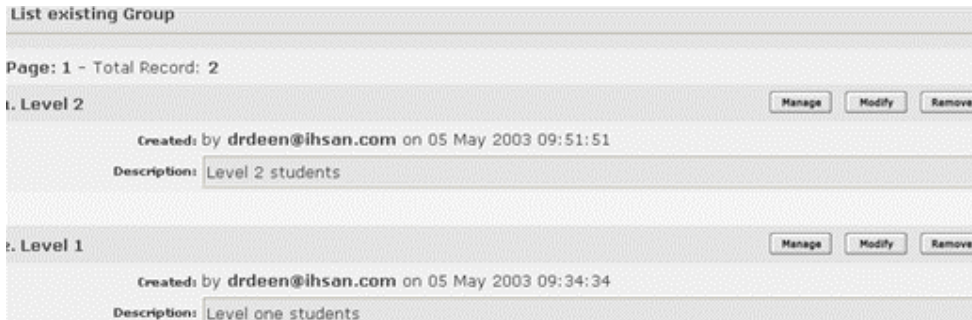 List existing Group
Page: 1 - Total Record: 2
. Level 2 Manage Modify Remove
Created: by drdeen@ihsan.com on 05 May 2003 09:51:51
Description: Level 2 students
. Level 1 Manage Modify Remove
Created: by drdeen@ihsan.com on 05 May 2003 09:34:34
Description: Level one students